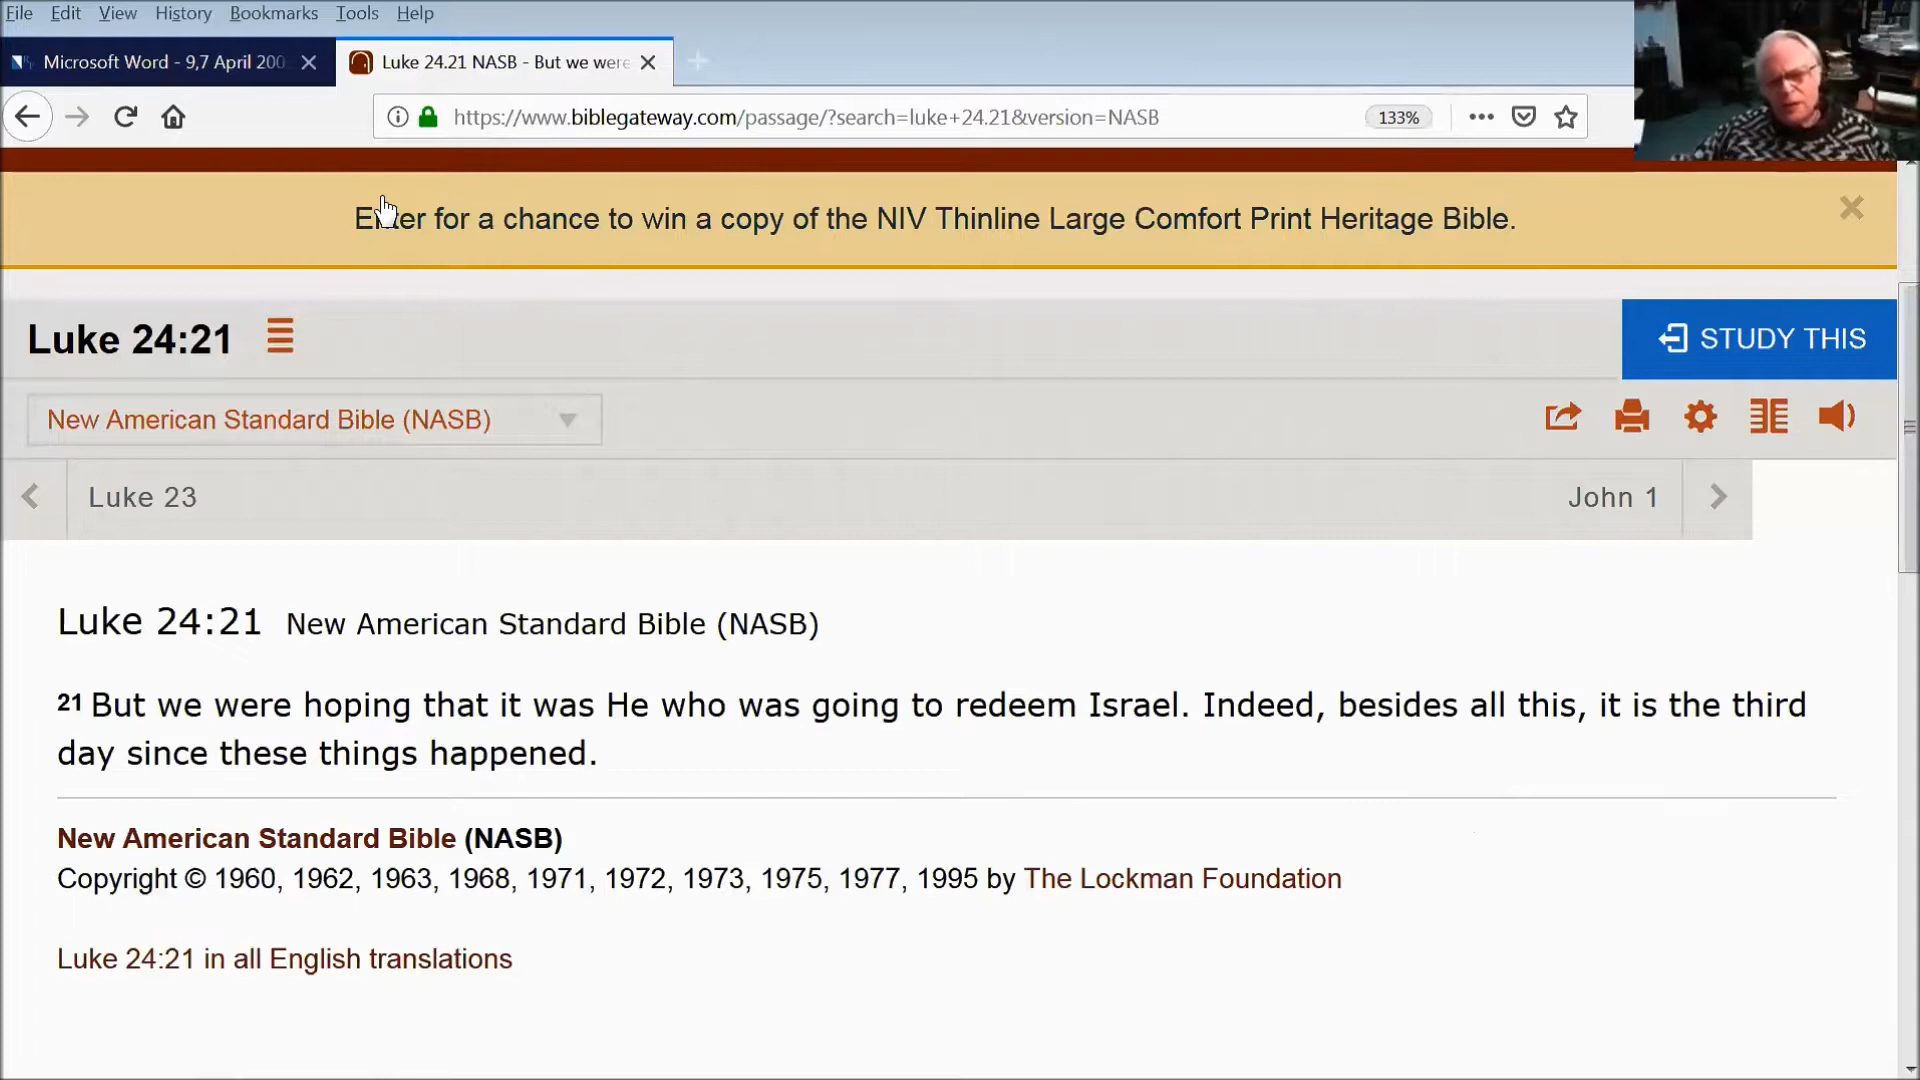 File Edit View History Bookmarks Tools Help
Microsoft Word - 9,7 April 200
Luke 24.21 NASB - But we were
https://www.biblegateway.com/passage/?search=luke+24.21&version=NASB
133%
Enter for a chance to win a copy of the NIV Thinline Large Comfort Print Heritage Bible.
Luke 24:21
STUDY THIS
New American Standard Bible (NASB)
Luke 23
John 1
Luke 24:21 New American Standard Bible (NASB)
21 But we were hoping that it was He who was going to redeem Israel. Indeed, besides all this, it is the third
day since these things happened.
New American Standard Bible (NASB)
Copyright © 1960, 1962, 1963, 1968, 1971, 1972, 1973, 1975, 1977, 1995 by The Lockman Foundation
Luke 24:21 in all English translations